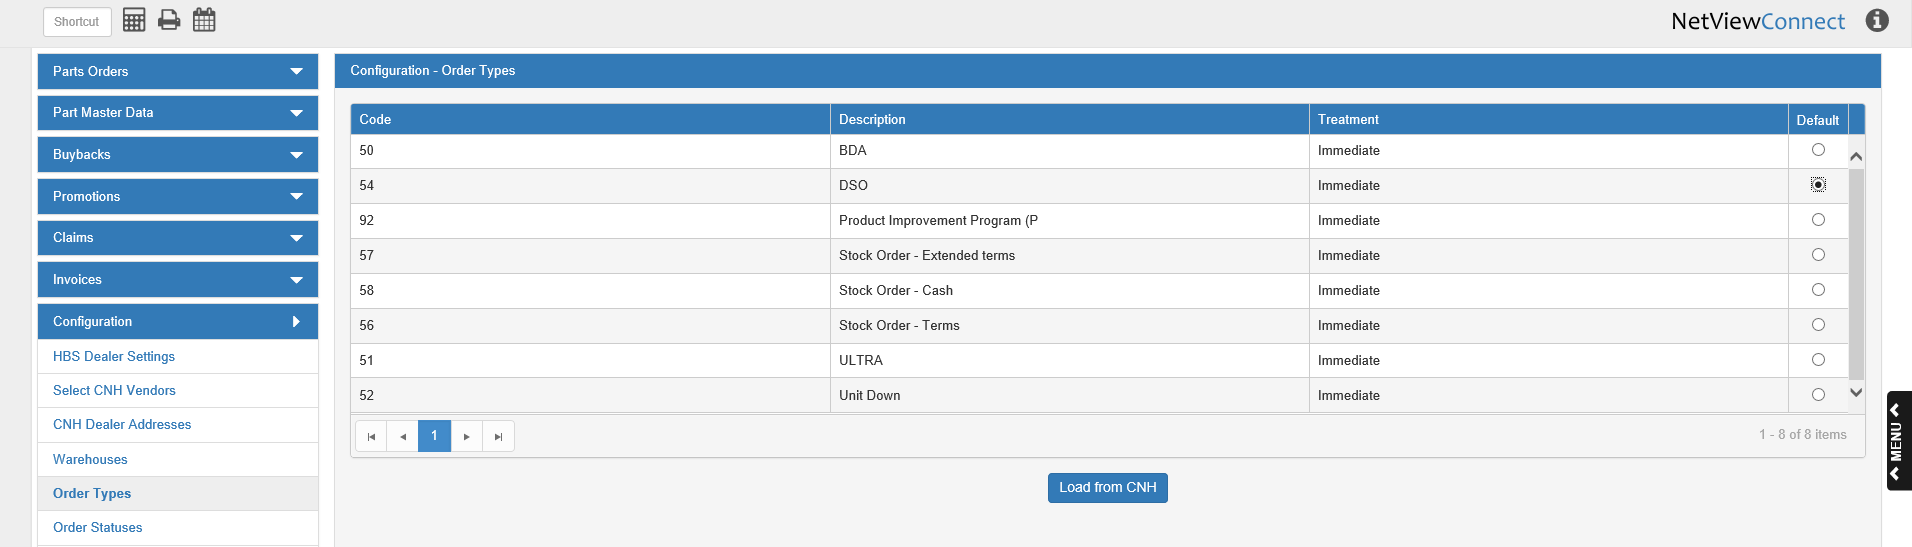 Shortcut
NetViewConnect
Parts Orders
Part Master Data
Buybacks
Promotions
Claims
Invoices
Configuration
HBS Dealer Settings
Select CNH Vendors
CNH Dealer Addresses
Warehouses
Order Types
Order Statuses
Configuration - Order Types
Code Description Treatment Default
50 BDA Immediate
54 DSO Immediate
92 Product Improvement Program (P Immediate
57 Stock Order - Extended terms Immediate
58 Stock Order - Cash Immediate
56 Stock Order - Terms Immediate
51 ULTRA Immediate
52 Unit Down Immediate
1
1 - 8 of 8 items
Load from CNH
MENU